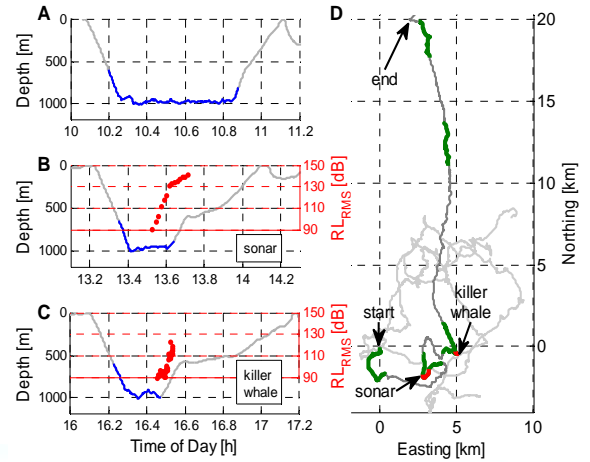 A
Depth [m]
0
500
1000
10 10.2 10.4 10.6 10.8 11 11.2
B
Depth [m]
0
500
1000
150
130
110
90
RL_RMS [dB]
sonar
13.2 13.4 13.6 13.8 14 14.2
C
Depth [m]
0
500
1000
150
130
110
90
RL_RMS [dB]
killer
whale
16 16.2 16.4 16.6 16.8 17 17.2
Time of Day [h]
D
20
15
10
5
0
Northing [km]
end
start
killer
whale
sonar
0 5 10
Easting [km]